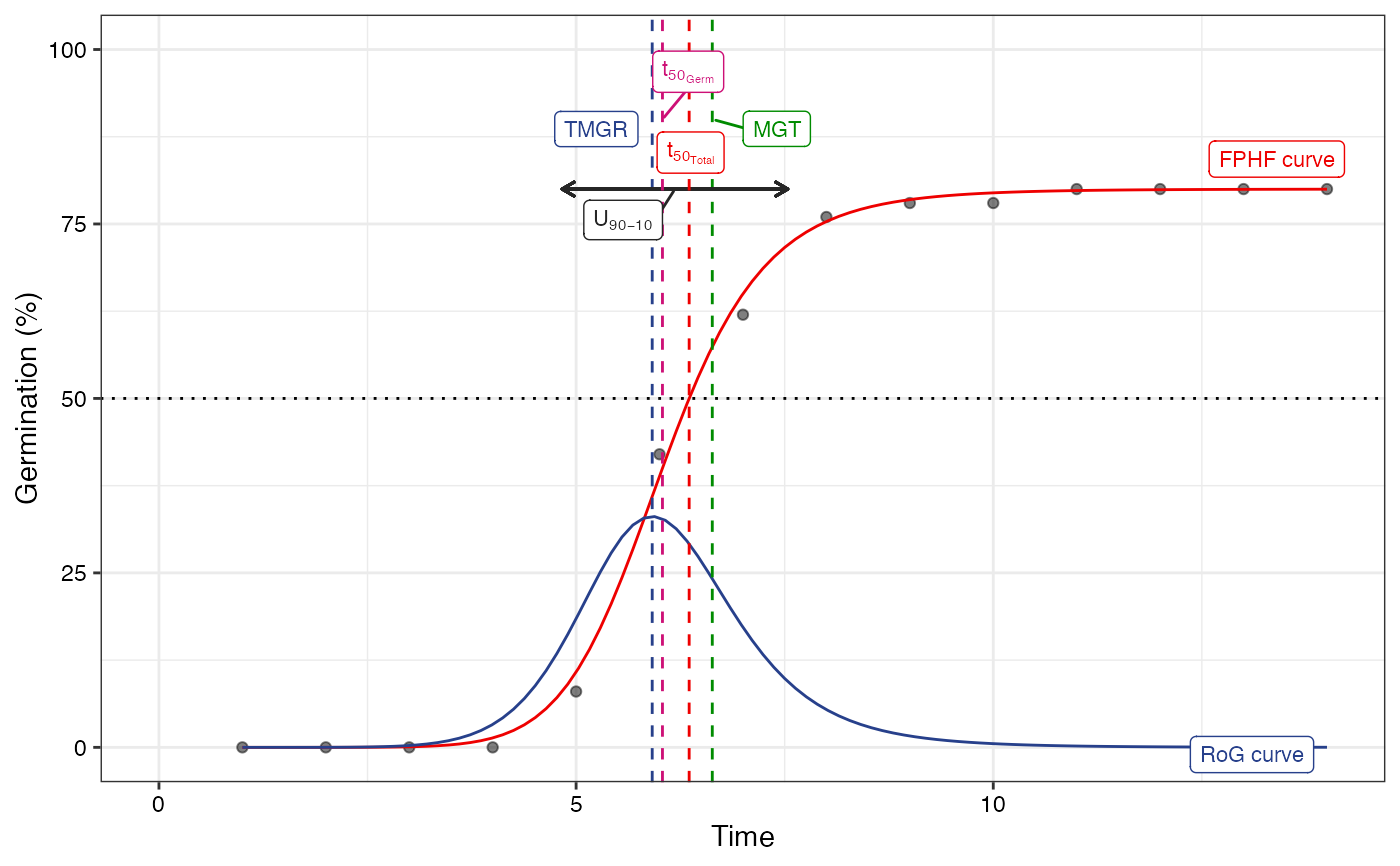 100
75
50
25
0
Germination (%)
t50Germ
TMGR
MGT
t50Total
FPHF curve
U90−10
RoG curve
0
5
10
Time